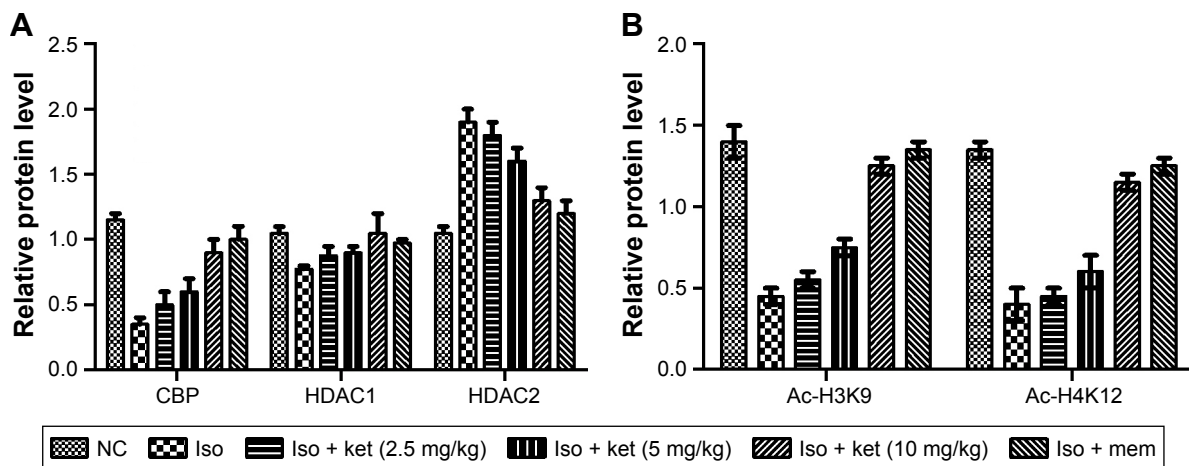 A
Relative protein level
2.5
2.0
1.5
1.0
0.5
0.0
CBP HDAC1 HDAC2
B
Relative protein level
2.0
1.5
1.0
0.5
0.0
Ac-H3K9 Ac-H4K12
NC Iso Iso + ket (2.5 mg/kg) Iso + ket (5 mg/kg) Iso + ket (10 mg/kg) Iso + mem